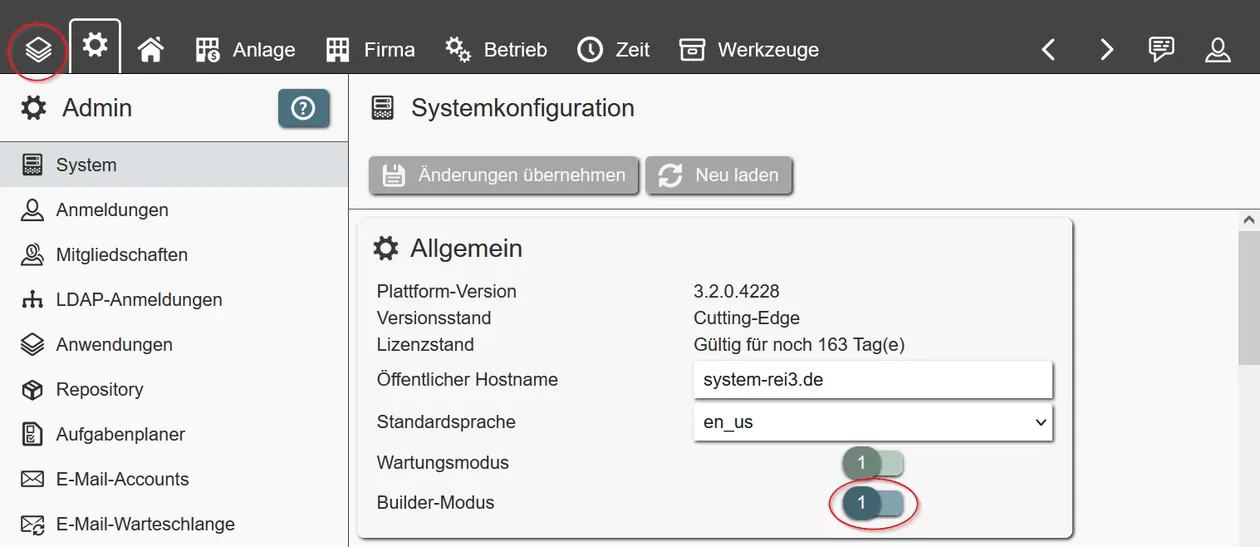 Anlage Firma Betrieb Zeit Werkzeuge
Admin
System
Anmeldungen
Mitgliedschaften
LDAP-Anmeldungen
Anwendungen
Repository
Aufgabenplaner
E-Mail-Accounts
E-Mail-Warteschlange
Systemkonfiguration
Änderungen übernehmen Neu laden
Allgemein
Plattform-Version 3.2.0.4228
Versionsstand Cutting-Edge
Lizenzstand Gültig für noch 163 Tag(e)
Öffentlicher Hostname system-rei3.de
Standardsprache en_us
Wartungsmodus 1
Builder-Modus 1